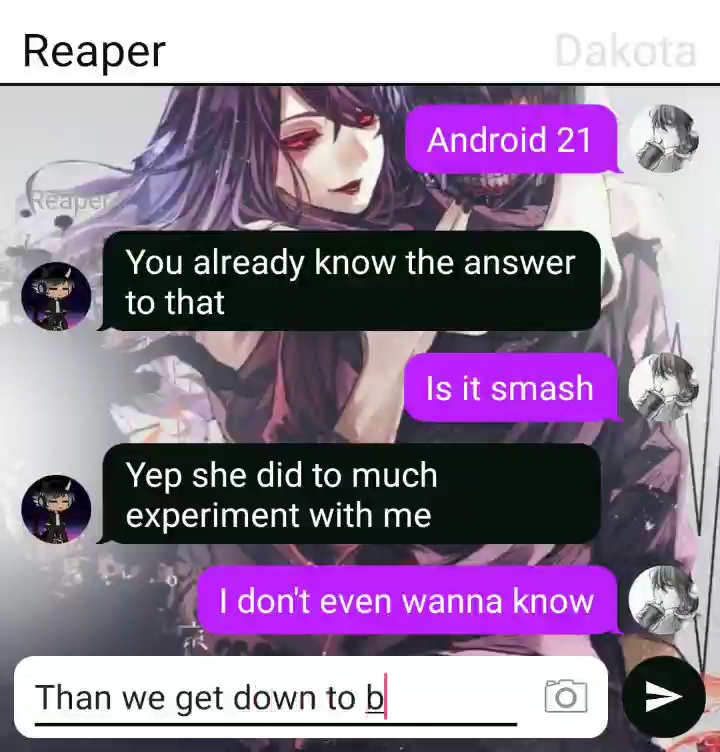 Reaper
Dakota
Android 21
Reaper
You already know the answer
to that
Is it smash
Yep she did to much
experiment with me
I don't even wanna know
Than we get down to b